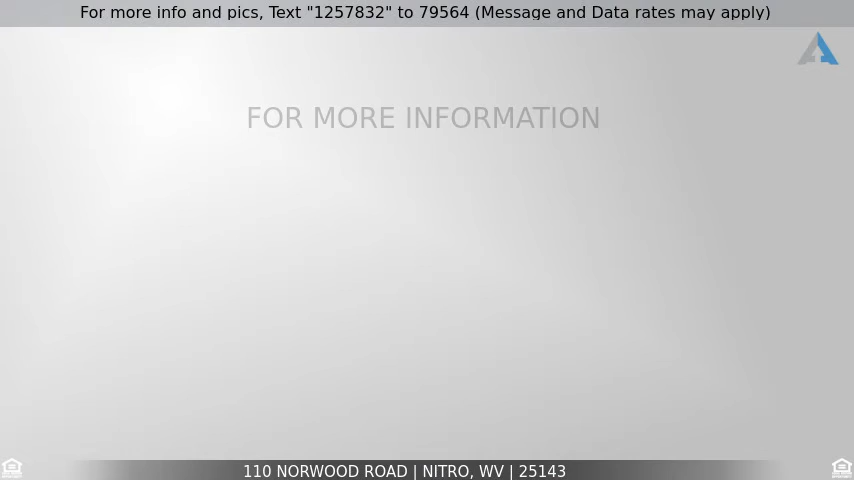 For more info and pics, Text "1257832" to 79564 (Message and Data rates may apply)
FOR MORE INFORMATION
110 NORWOOD ROAD | NITRO, WV | 25143